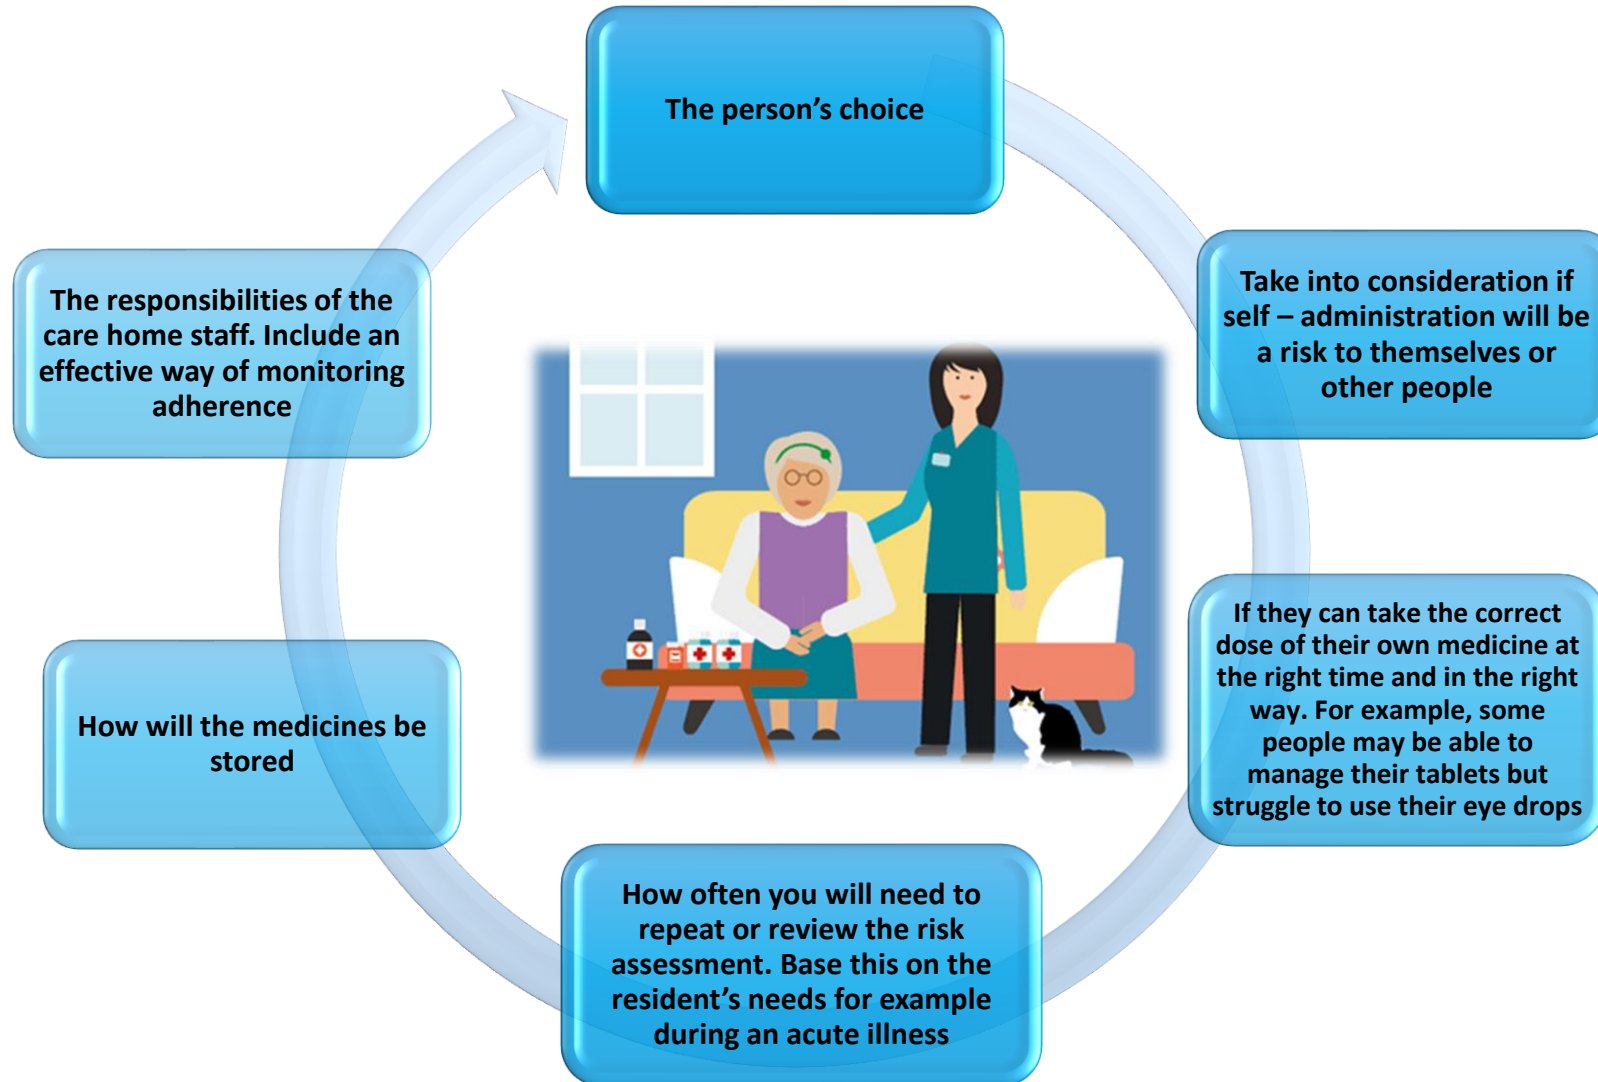 The person’s choice
Take into consideration if
self – administration will be
a risk to themselves or
other people
If they can take the correct
dose of their own medicine at
the right time and in the right
way. For example, some
people may be able to
manage their tablets but
struggle to use their eye drops
How often you will need to
repeat or review the risk
assessment. Base this on the
resident’s needs for example
during an acute illness
How will the medicines be
stored
The responsibilities of the
care home staff. Include an
effective way of monitoring
adherence